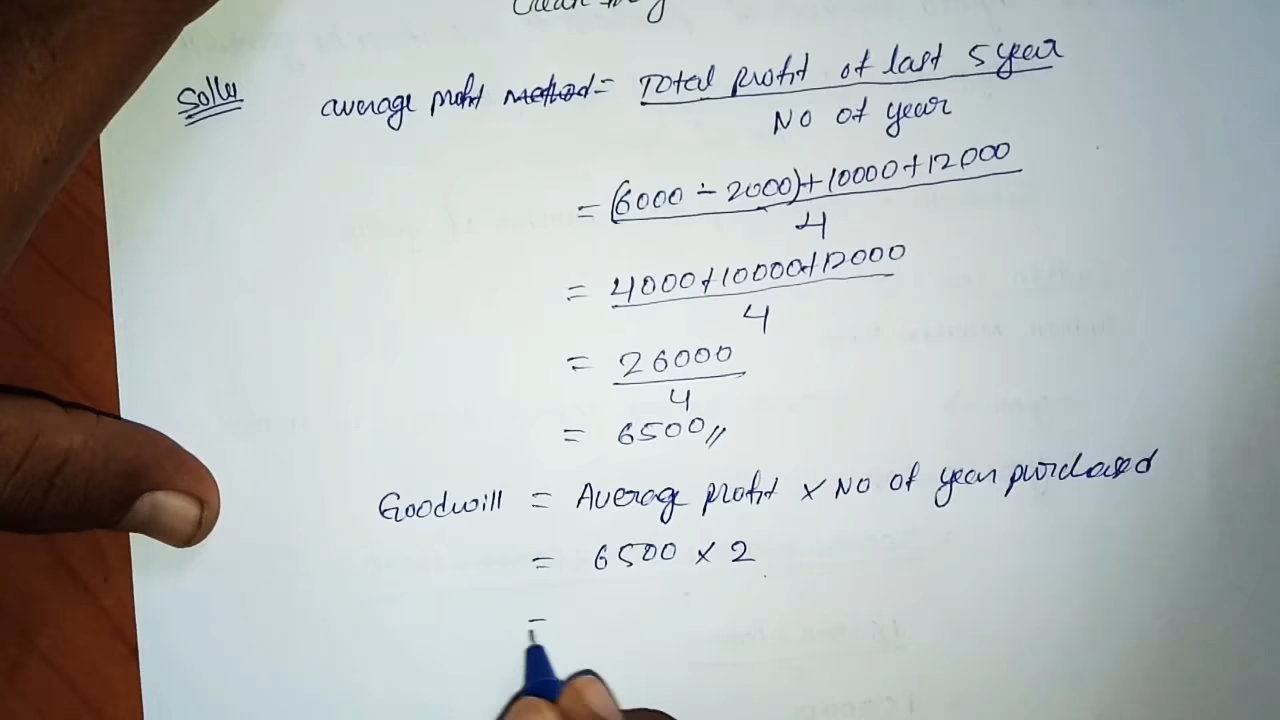 Sollu
average profit method = Total profit of last 5 year
No of year
= (6000 - 2000) + 10000 + 12000
4
= 4000 + 10000 + 12000
4
= 26000
4
= 6500 //
Goodwill = Average profit × No of year purchased
= 6500 × 2
=